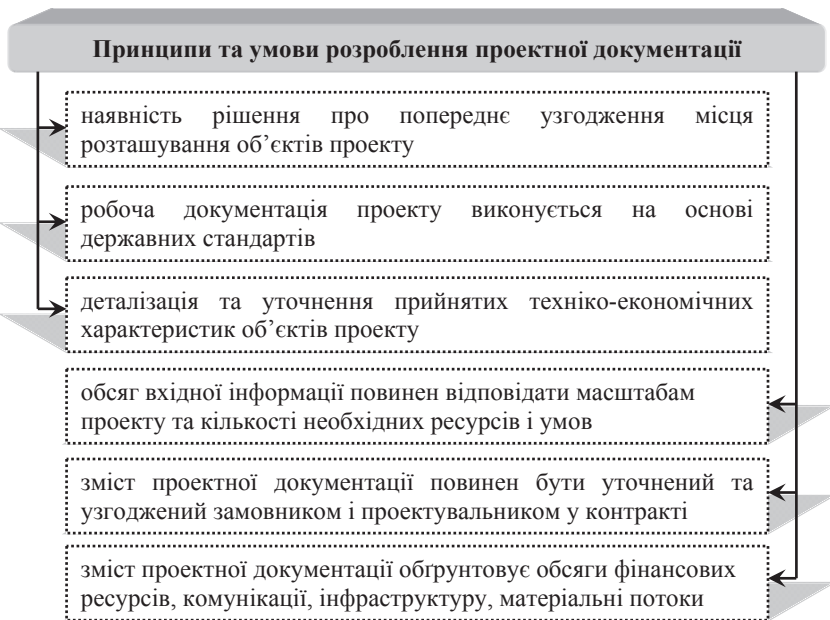 Принципи та умови розроблення проектної документації
наявність рішення про попереднє узгодження місця
розташування об’єктів проекту
робоча документація проекту виконується на основі
державних стандартів
деталізація та уточнення прийнятих техніко-економічних
характеристик об’єктів проекту
обсяг вхідної інформації повинен відповідати масштабам
проекту та кількості необхідних ресурсів і умов
зміст проектної документації повинен бути уточнений та
узгоджений замовником і проектувальником у контракті
зміст проектної документації обґрунтовує обсяги фінансових
ресурсів, комунікації, інфраструктуру, матеріальні потоки